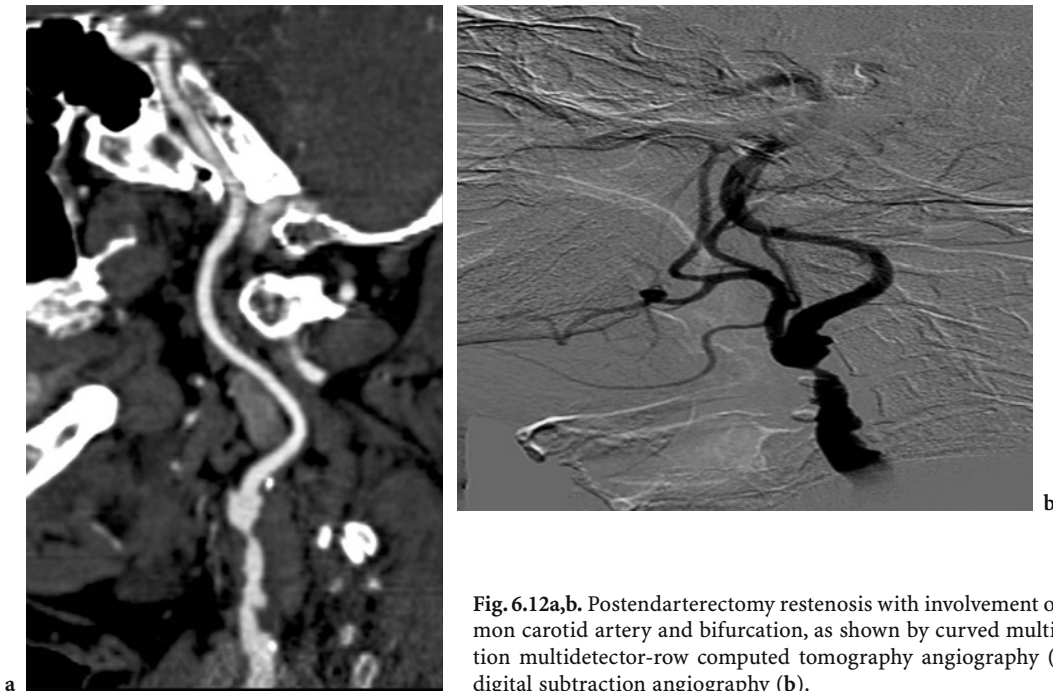 a
b
Fig. 6.12a,b. Postendarterectomy restenosis with involvement o
mon carotid artery and bifurcation, as shown by curved multi
tion multidetector-row computed tomography angiography (
digital subtraction angiography (b).